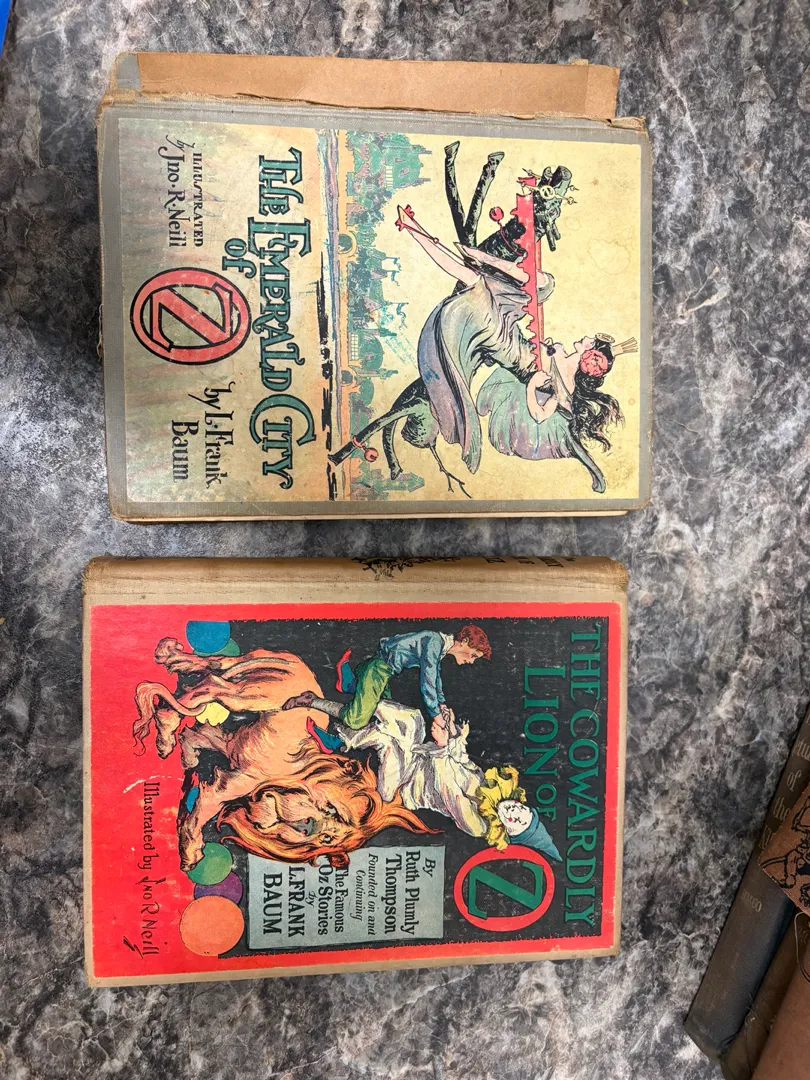 THE EMERALD CITY
OF
OZ
by L. Frank
Baum
ILLUSTRATED
by Jno. R. Neill
THE COWARDLY
LION OF
OZ
By
Ruth Plumly
Thompson
Founded on and
Continuing
The Famous
Oz Stories
by
L. FRANK
BAUM
Illustrated by Jno R Neill